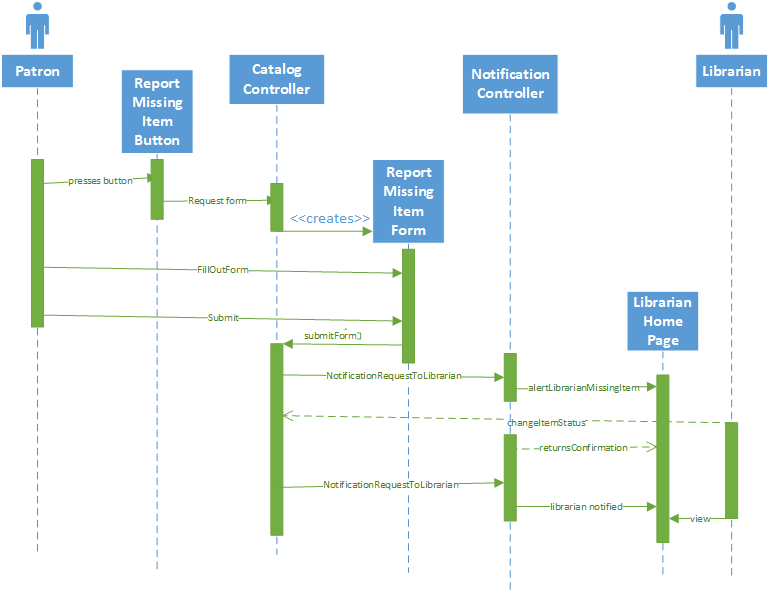 Patron
Report
Missing
Item
Button
Catalog
Controller
Notification
Controller
Librarian
Report
Missing
Item
Form
presses button
Request form
<<creates>>
FillOutForm
Submit
Librarian
Home
Page
submitForm()
NotificationRequestToLibrarian
alertLibrarianMissingItem
changeItemStatus
returnsConfirmation
NotificationRequestToLibrarian
librarian notified
view